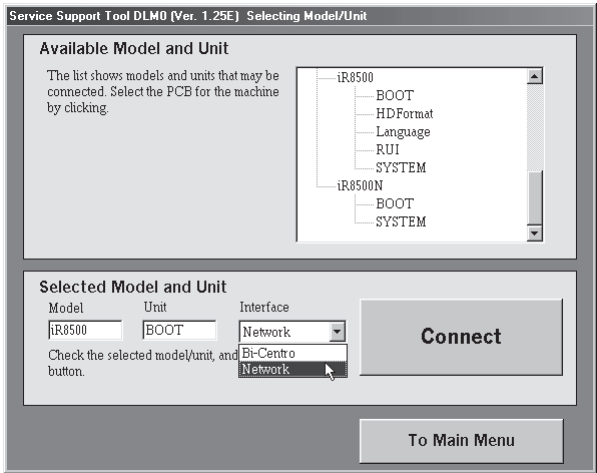 Service Support Tool DLM0 (Ver. 1.25E) Selecting Model/Unit
Available Model and Unit
The list shows models and units that may be
connected. Select the PCB for the machine
by clicking.
iR8500
BOOT
HDFormat
Language
RUI
SYSTEM
iR8500N
BOOT
SYSTEM
Selected Model and Unit
Model Unit Interface
iR8500 BOOT Network
Bi-Centro
Network
Check the selected model/unit, and
button.
Connect
To Main Menu